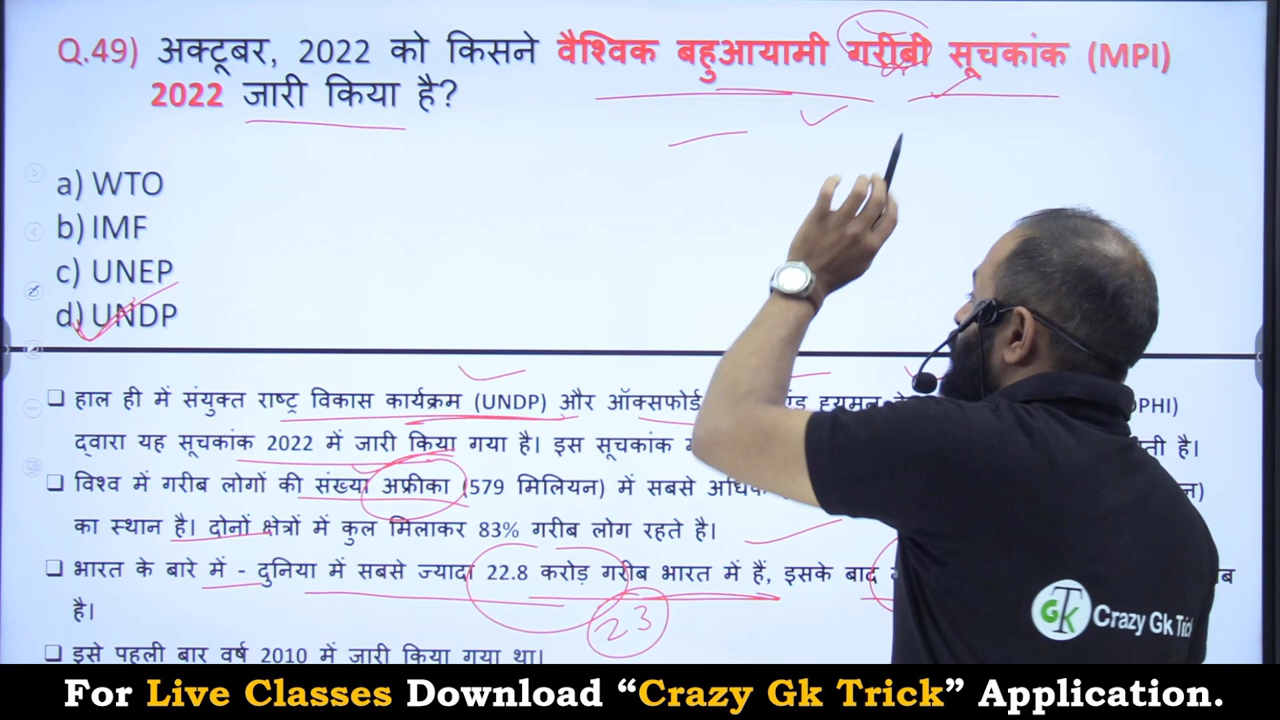 Q.49) अक्टूबर, 2022 को किसने वैश्विक बहुआयामी गरीबी सूचकांक (MPI)
2022 जारी किया है?
a) WTO
b) IMF
c) UNEP
d) UNDP
❑ हाल ही में संयुक्त राष्ट्र विकास कार्यक्रम (UNDP) और ऑक्सफोर्ड OPHI)
द्वारा यह सूचकांक 2022 में जारी किया गया है। इस सूचकांक है।
❑ विश्व में गरीब लोगों की संख्या अफ्रीका (579 मिलियन) में सबसे अधिक
का स्थान है। दोनों क्षेत्रों में कुल मिलाकर 83% गरीब लोग रहते है।
❑ भारत के बारे में - दुनिया में सबसे ज्यादा 22.8 करोड़ गरीब भारत में हैं, इसके बाद
है।
23
❑ इसे पहली बार वर्ष 2010 में जारी किया गया था।
GTK Crazy Gk Trick
For Live Classes Download “Crazy Gk Trick” Application.